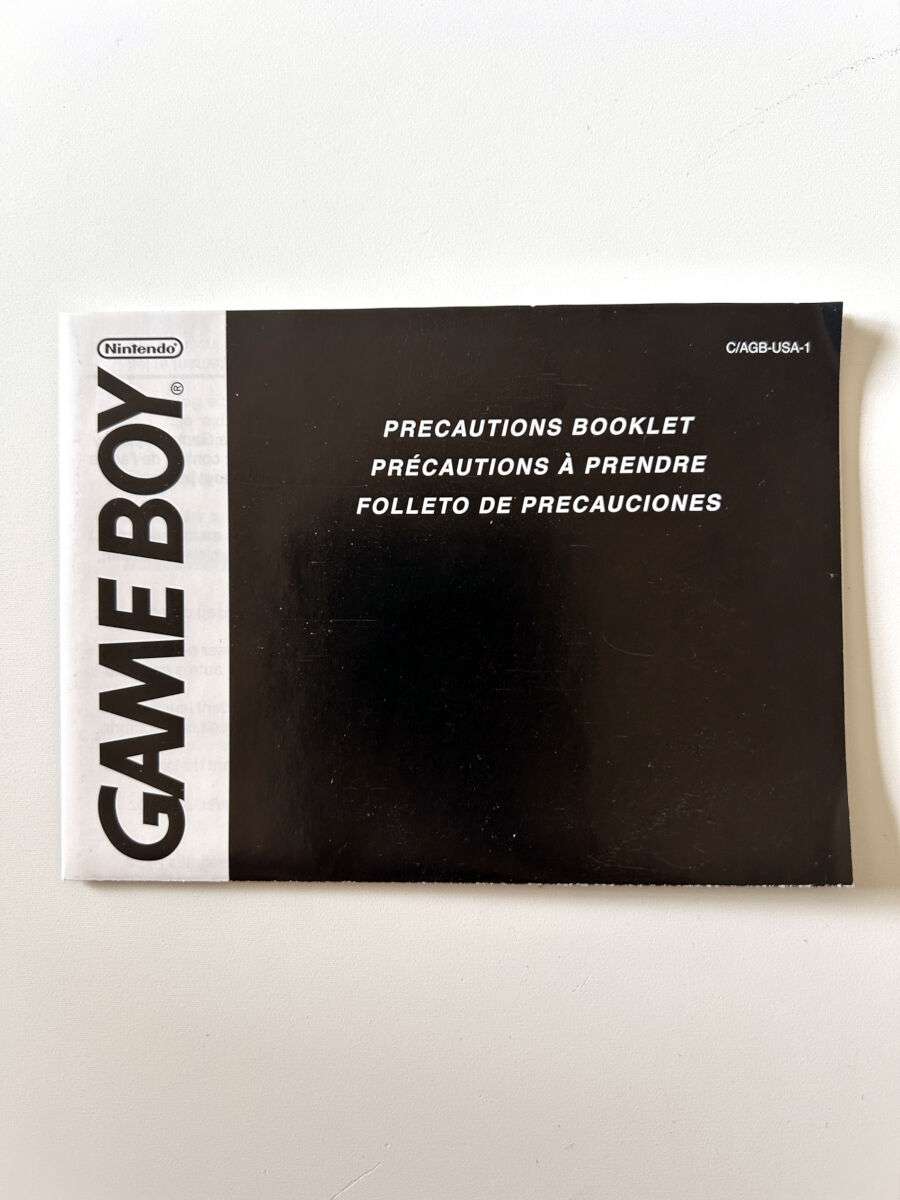 Nintendo®
GAME BOY®
C/AGB-USA-1
PRECAUTIONS BOOKLET
PRÉCAUTIONS À PRENDRE
FOLLETO DE PRECAUCIONES